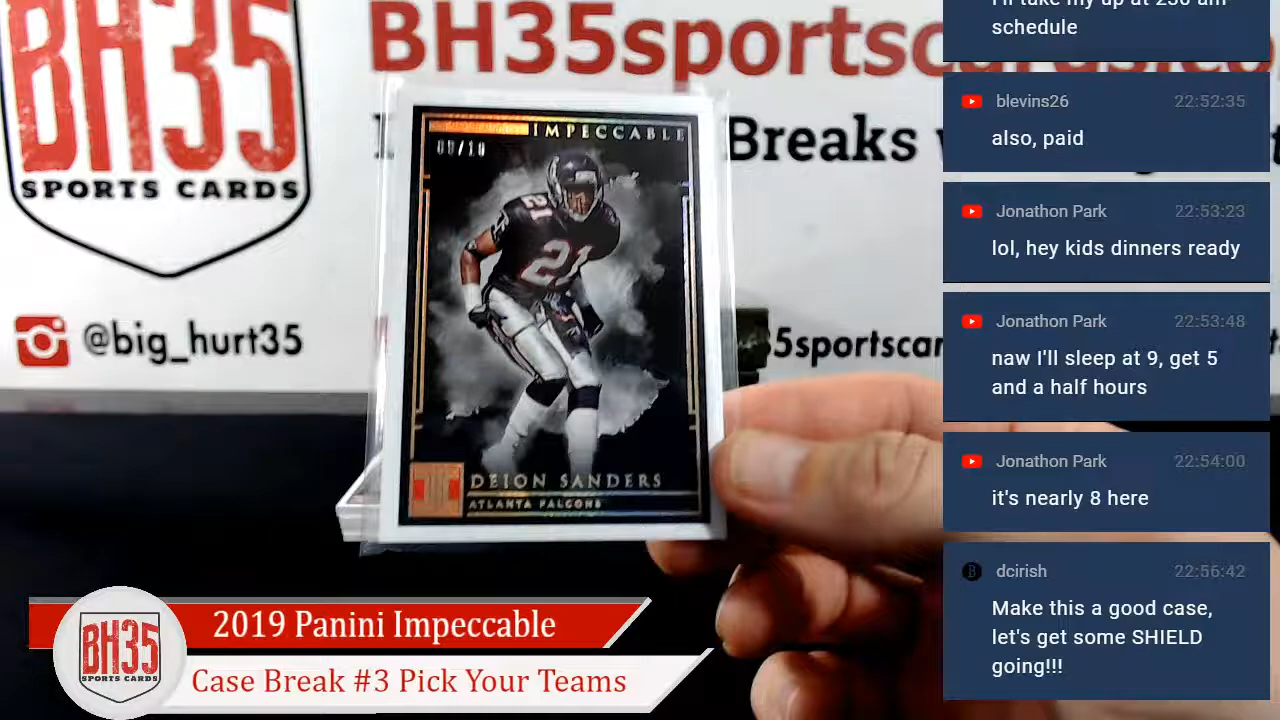 BH35
SPORTS CARDS
@big_hurt35
BH35sportscards.com
Breaks
5sportscar
IMPECCABLE
21
21
DEION SANDERS
ATLANTA FALCONS
BH35
SPORTS CARDS
2019 Panini Impeccable
Case Break #3 Pick Your Teams
schedule
blevins26 22:52:35
also, paid
Jonathon Park 22:53:23
lol, hey kids dinners ready
Jonathon Park 22:53:48
naw I'll sleep at 9, get 5
and a half hours
Jonathon Park 22:54:00
it's nearly 8 here
dcirish 22:56:42
Make this a good case,
let's get some SHIELD
going!!!